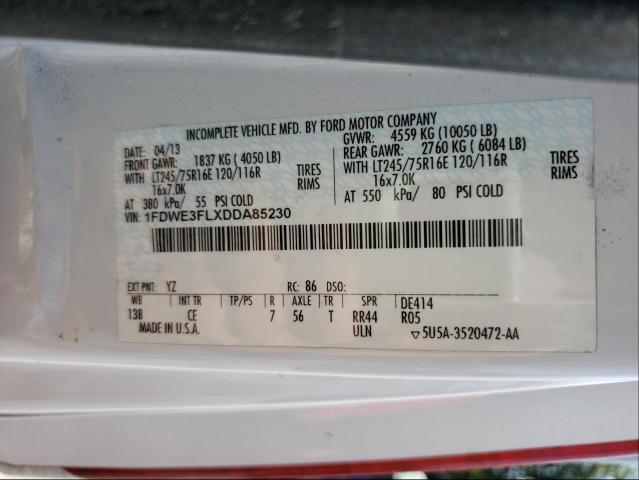 INCOMPLETE VEHICLE MFD. BY FORD MOTOR COMPANY
DATE: 04/13 GVWR: 4559 KG (10050 LB)
FRONT GAWR: 1837 KG (4050 LB) REAR GAWR: 2760 KG (6084 LB)
WITH LT245/75R16E 120/116R TIRES WITH LT245/75R16E 120/116R TIRES
16x7.0K RIMS 16x7.0K RIMS
AT 380 kPa/ 55 PSI COLD AT 550 kPa/ 80 PSI COLD
VIN: 1FDWE3FLXDDA85230
EXT PNT: YZ RC: 86 DSO:
WB INT TR TP/PS R AXLE TR SPR DE414
138 CE 7 56 T RR44 R05
MADE IN U.S.A. ULN ▽5U5A-3520472-AA